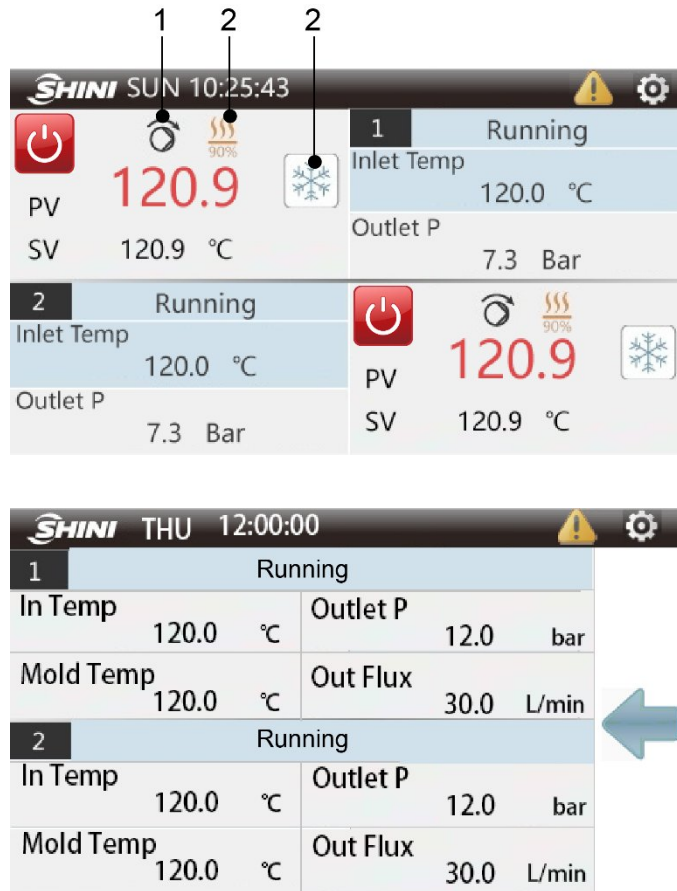 1 2 2
SHINI SUN 10:25:43
90%
120.9
PV
SV 120.9 ℃
1 Running
Inlet Temp
120.0 ℃
Outlet P
7.3 Bar
2 Running
Inlet Temp
120.0 ℃
Outlet P
7.3 Bar
90%
120.9
PV
SV 120.9 ℃
SHINI THU 12:00:00
1 Running
In Temp
120.0 ℃
Outlet P
12.0 bar
Mold Temp
120.0 ℃
Out Flux
30.0 L/min
2 Running
In Temp
120.0 ℃
Outlet P
12.0 bar
Mold Temp
120.0 ℃
Out Flux
30.0 L/min